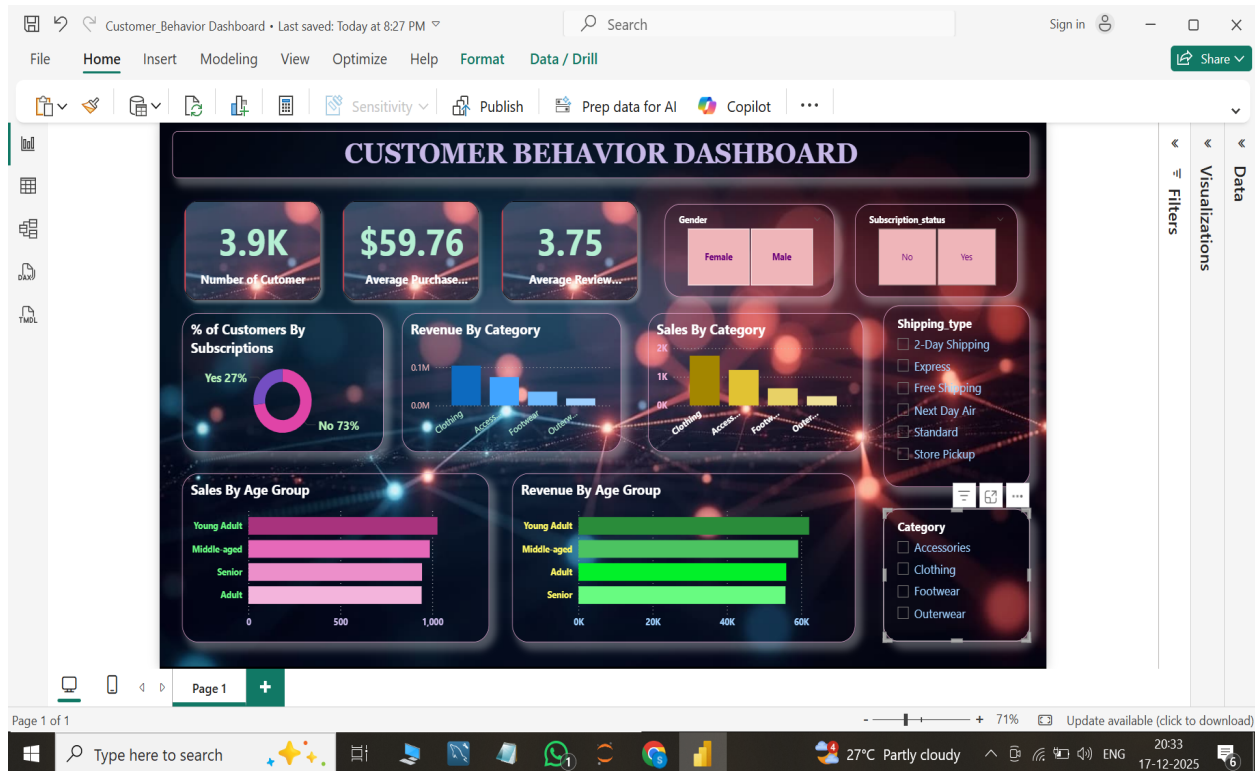 Customer_Behavior Dashboard • Last saved: Today at 8:27 PM
Search
Sign in
File Home Insert Modeling View Optimize Help Format Data / Drill
Share
Sensitivity
Publish
Prep data for AI
Copilot
CUSTOMER BEHAVIOR DASHBOARD
3.9K
Number of Cutomer
$59.76
Average Purchase...
3.75
Average Review...
Gender
Female Male
Subscription_status
No Yes
% of Customers By
Subscriptions
Yes 27%
No 73%
Revenue By Category
0.1M
0.0M
Clothing
Access...
Footwear
Outerw...
Sales By Category
2K
1K
0K
Clothing
Access...
Footw...
Outer...
Shipping_type
2-Day Shipping
Express
Free Shipping
Next Day Air
Standard
Store Pickup
Sales By Age Group
Young Adult
Middle-aged
Senior
Adult
0 500 1,000
Revenue By Age Group
Young Adult
Middle-aged
Adult
Senior
0K 20K 40K 60K
Category
Accessories
Clothing
Footwear
Outerwear
Filters
Visualizations
Data
DAX
TMDL
Page 1
Page 1 of 1
- + 71%
Update available (click to download)
Type here to search
1
4
27°C Partly cloudy
ENG
20:33
17-12-2025
6